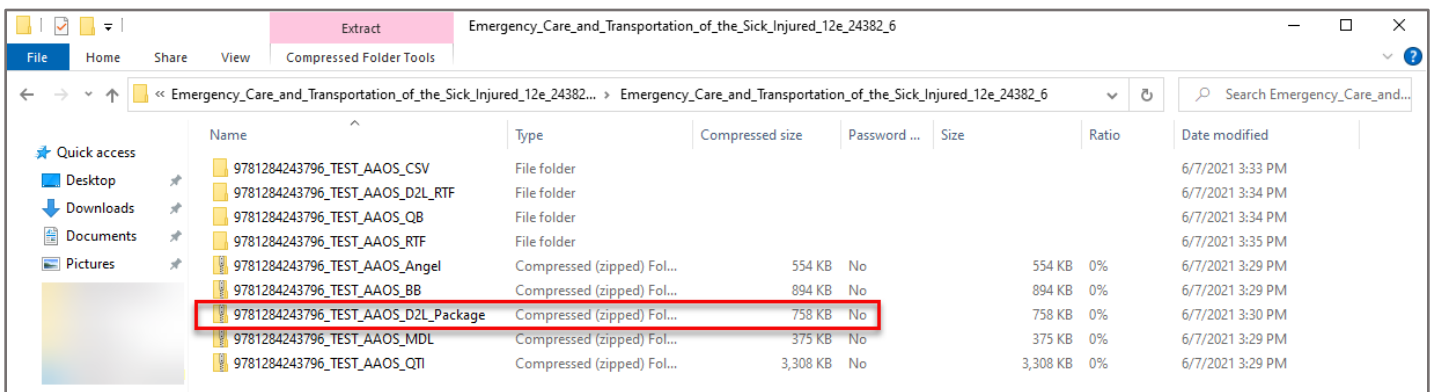 Extract
Emergency_Care_and_Transportation_of_the_Sick_Injured_12e_24382_6
File Home Share View Compressed Folder Tools
« Emergency_Care_and_Transportation_of_the_Sick_Injured_12e_24382... › Emergency_Care_and_Transportation_of_the_Sick_Injured_12e_24382_6
Search Emergency_Care_and...
Name Type Compressed size Password ... Size Ratio Date modified
Quick access
Desktop
Downloads
Documents
Pictures
9781284243796_TEST_AAOS_CSV File folder 6/7/2021 3:33 PM
9781284243796_TEST_AAOS_D2L_RTF File folder 6/7/2021 3:34 PM
9781284243796_TEST_AAOS_QB File folder 6/7/2021 3:34 PM
9781284243796_TEST_AAOS_RTF File folder 6/7/2021 3:35 PM
9781284243796_TEST_AAOS_Angel Compressed (zipped) Fol... 554 KB No 554 KB 0% 6/7/2021 3:29 PM
9781284243796_TEST_AAOS_BB Compressed (zipped) Fol... 894 KB No 894 KB 0% 6/7/2021 3:29 PM
9781284243796_TEST_AAOS_D2L_Package Compressed (zipped) Fol... 758 KB No 758 KB 0% 6/7/2021 3:30 PM
9781284243796_TEST_AAOS_MDL Compressed (zipped) Fol... 375 KB No 375 KB 0% 6/7/2021 3:29 PM
9781284243796_TEST_AAOS_QTI Compressed (zipped) Fol... 3,308 KB No 3,308 KB 0% 6/7/2021 3:29 PM